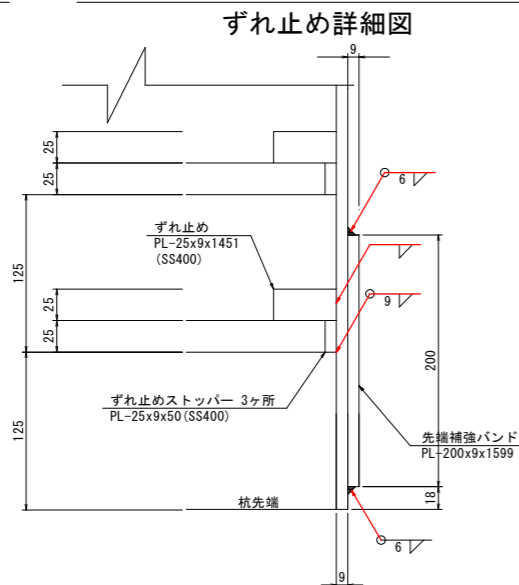 ずれ止め詳細図
9
25
25
6
ずれ止め
PL-25x9x1451
(SS400)
125
25
25
9
200
ずれ止めストッパー 3ヶ所
PL-25x9x50(SS400)
先端補強バンド
PL-200x9x1599
125
18
杭先端
6
9